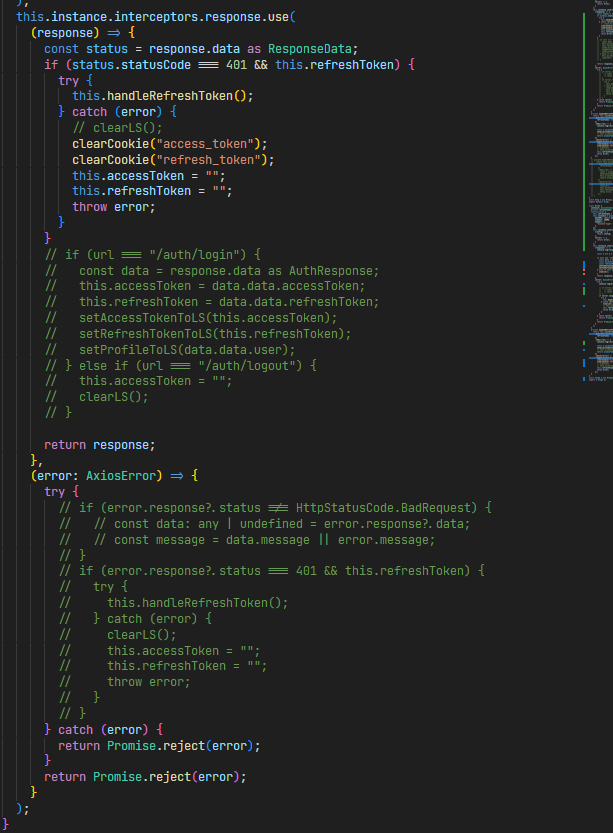 );
this.instance.interceptors.response.use(
(response) => {
const status = response.data as ResponseData;
if (status.statusCode === 401 && this.refreshToken) {
try {
this.handleRefreshToken();
} catch (error) {
// clearLS();
clearCookie("access_token");
clearCookie("refresh_token");
this.accessToken = "";
this.refreshToken = "";
throw error;
}
}
// if (url === "/auth/login") {
//   const data = response.data as AuthResponse;
//   this.accessToken = data.data.accessToken;
//   this.refreshToken = data.data.refreshToken;
//   setAccessTokenToLS(this.accessToken);
//   setRefreshTokenToLS(this.refreshToken);
//   setProfileToLS(data.data.user);
// } else if (url === "/auth/logout") {
//   this.accessToken = "";
//   clearLS();
// }
return response;
},
(error: AxiosError) => {
try {
// if (error.response?.status !== HttpStatusCode.BadRequest) {
//   // const data: any | undefined = error.response?.data;
//   // const message = data.message || error.message;
// }
// if (error.response?.status === 401 && this.refreshToken) {
//   try {
//     this.handleRefreshToken();
//   } catch (error) {
//     clearLS();
//     this.accessToken = "";
//     this.refreshToken = "";
//     throw error;
//   }
// }
} catch (error) {
return Promise.reject(error);
}
return Promise.reject(error);
}
);
}